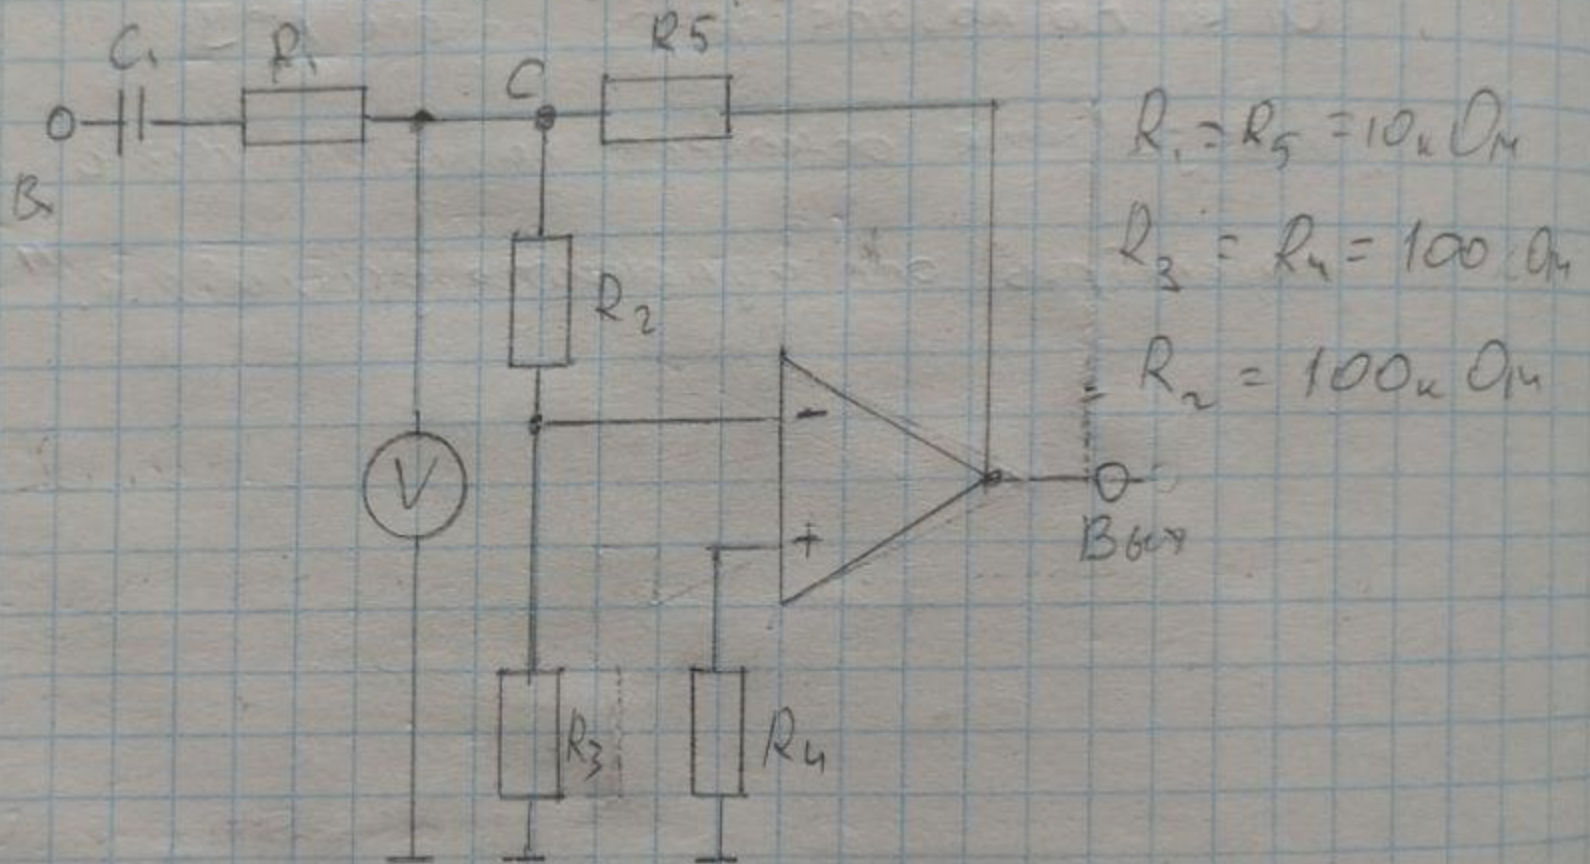 C₁
R₁
C
R5
R₁ = R₅ = 10к Ом
Вх
R₃ = R₄ = 100 Ом
R₂
R₂ = 100к Ом
-
V
+
Вых
R₃
R₄